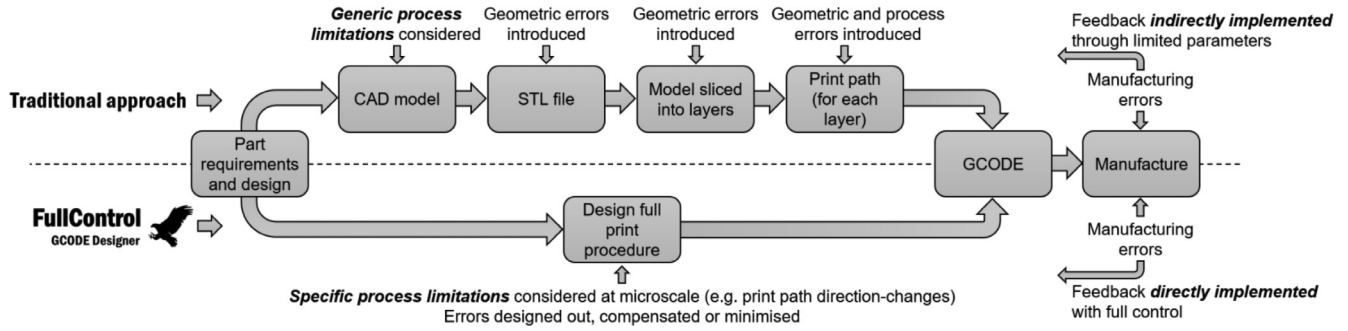 Generic process
limitations considered
Geometric errors
introduced
Geometric errors
introduced
Geometric and process
errors introduced
Feedback indirectly implemented
through limited parameters
Manufacturing
errors
Traditional approach
CAD model
STL file
Model sliced
into layers
Print path
(for each
layer)
Part
requirements
and design
GCODE
Manufacture
FullControl
GCODE Designer
Design full
print
procedure
Manufacturing
errors
Feedback directly implemented
with full control
Specific process limitations considered at microscale (e.g. print path direction-changes)
Errors designed out, compensated or minimised